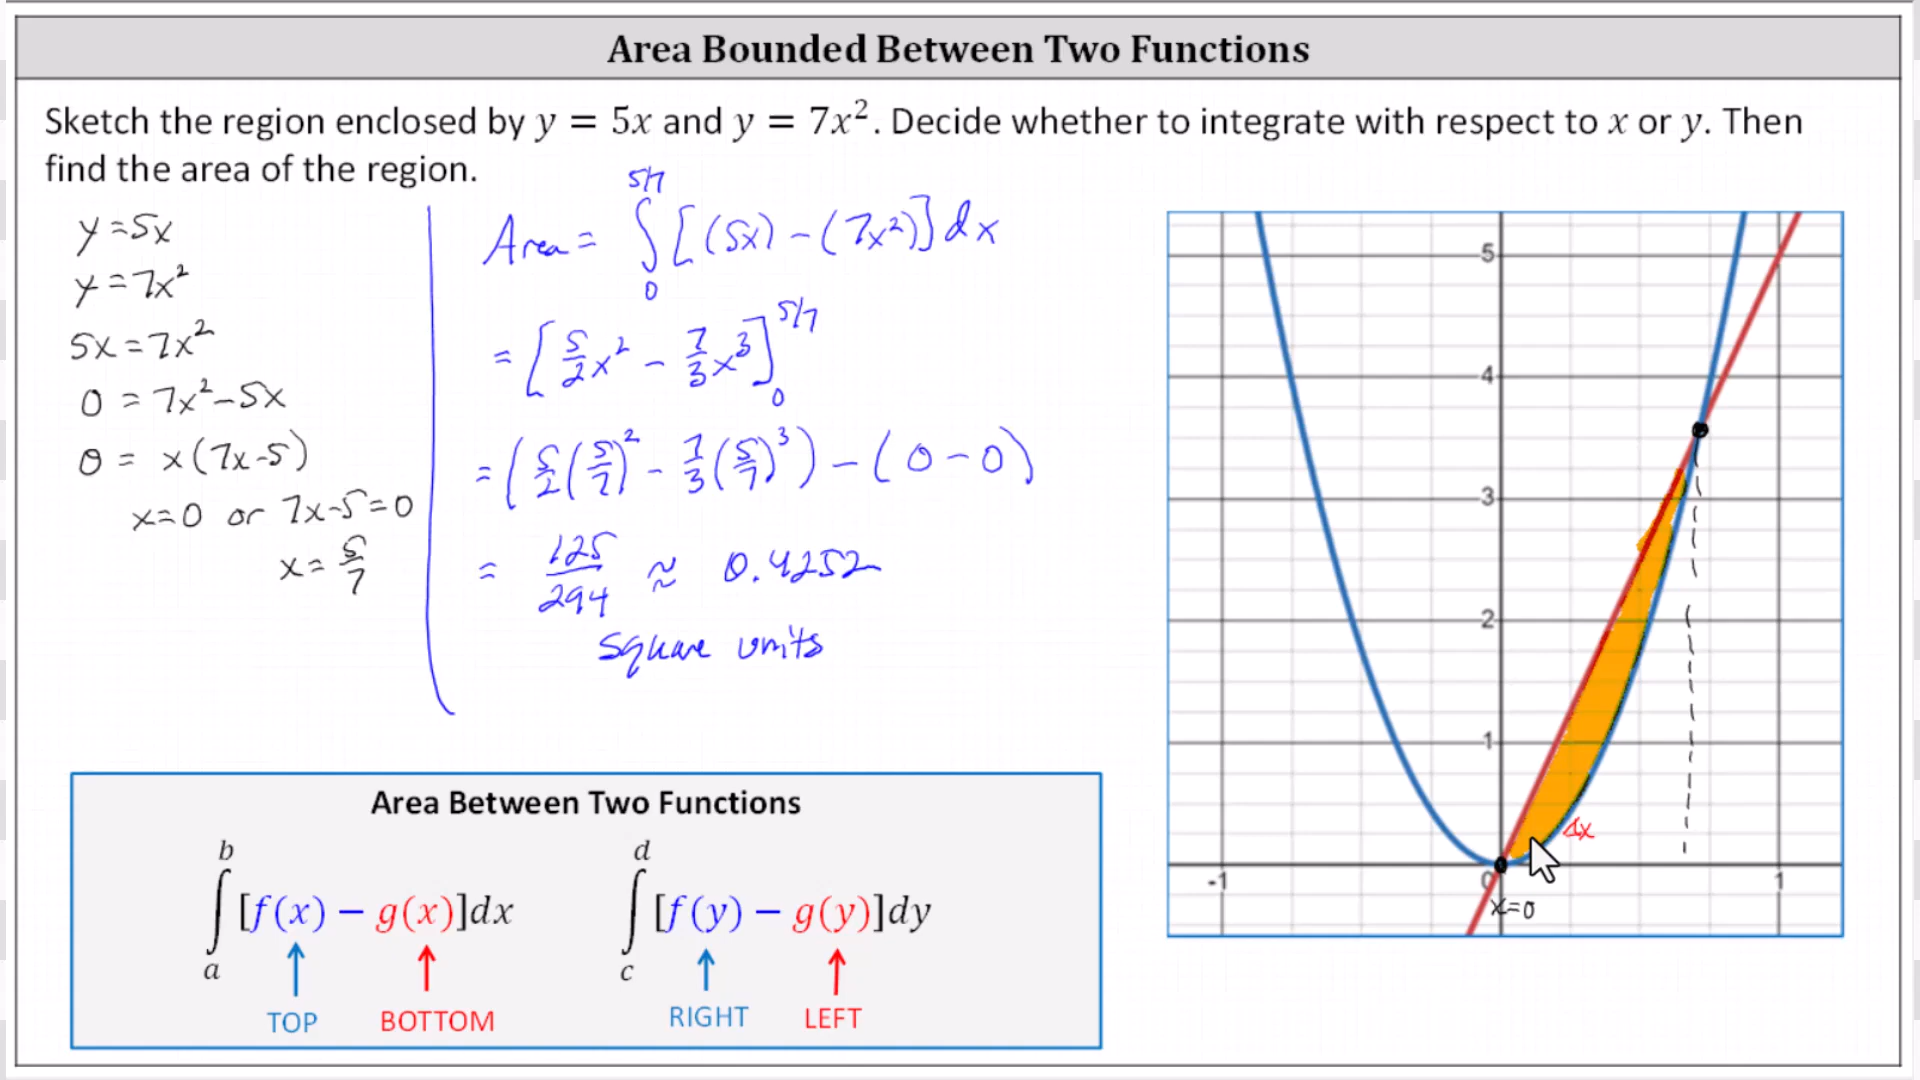 Area Bounded Between Two Functions
Sketch the region enclosed by y = 5x and y = 7x². Decide whether to integrate with respect to x or y. Then
find the area of the region.
y = 5x
y = 7x²
5x = 7x²
0 = 7x² - 5x
0 = x(7x-5)
x=0 or 7x-5=0
x = 5/7
Area = ∫₀^{5/7} [(5x) - (7x²)] dx
= [5/2 x² - 7/3 x³]₀^{5/7}
= (5/2 (5/7)² - 7/3 (5/7)³) - (0-0)
= 125/294 ≈ 0.4252
square units
5
4
3
2
1
-1
0
1
dx
x=0
Area Between Two Functions
∫ₐᵇ [f(x) − g(x)]dx
TOP
BOTTOM
∫_c^d [f(y) − g(y)]dy
RIGHT
LEFT